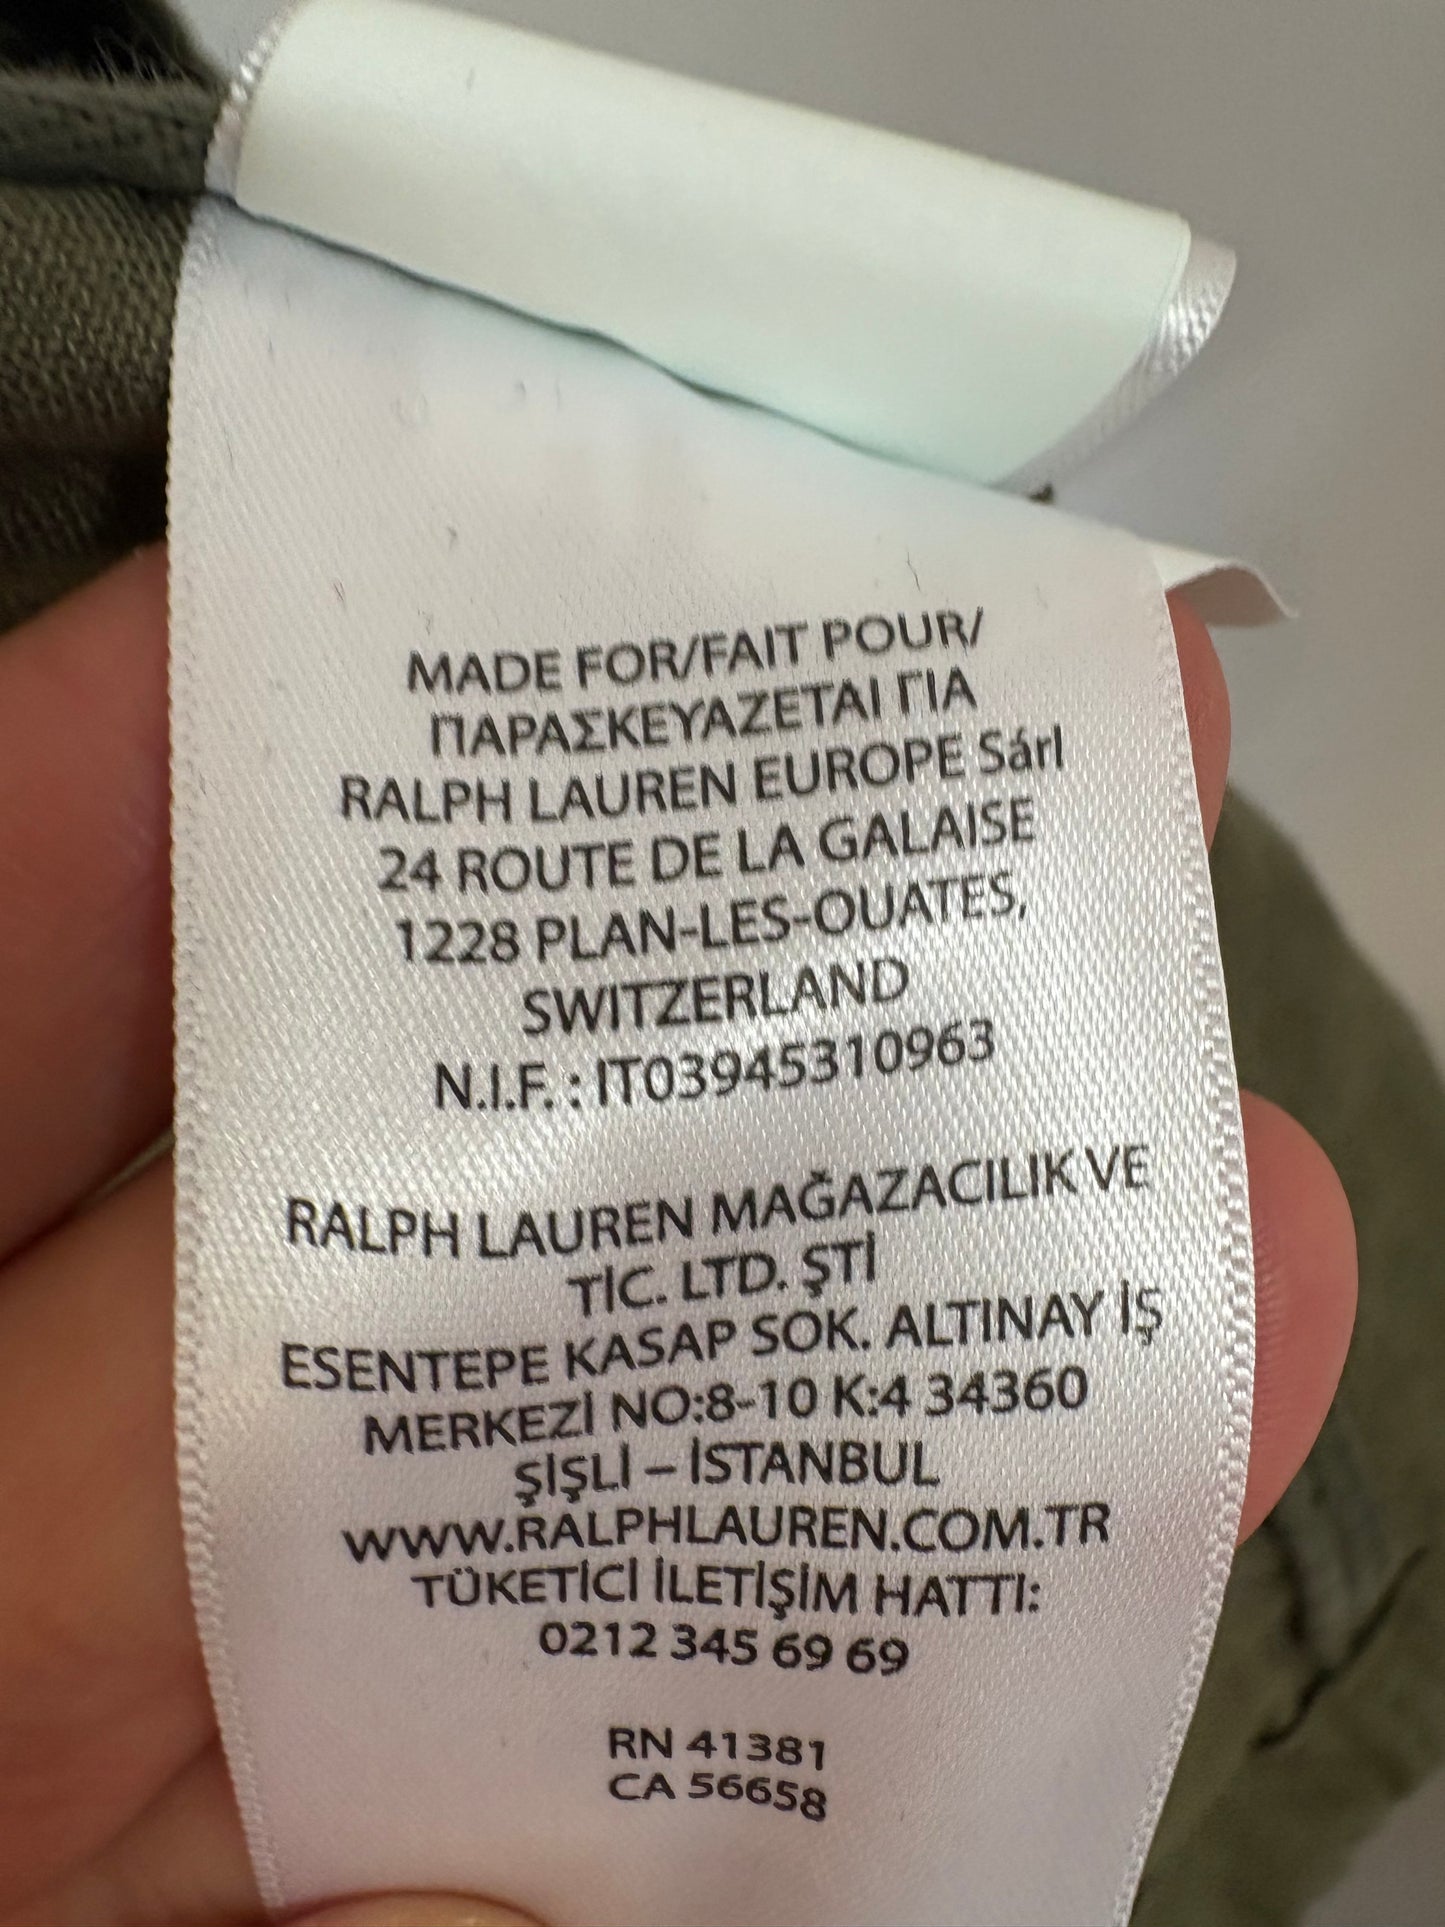 MADE FOR/FAIT POUR/
ΠΑΡΑΣΚΕΥΑΖΕΤΑΙ ΓΙΑ
RALPH LAUREN EUROPE Sárl
24 ROUTE DE LA GALAISE
1228 PLAN-LES-OUATES,
SWITZERLAND
N.I.F. : IT03945310963
RALPH LAUREN MAĞAZACILIK VE
TİC. LTD. ŞTİ
ESENTEPE KASAP SOK. ALTINAY İŞ
MERKEZİ NO:8-10 K:4 34360
ŞİŞLİ – İSTANBUL
WWW.RALPHLAUREN.COM.TR
TÜKETİCİ İLETİŞİM HATTI:
0212 345 69 69
RN 41381
CA 56658